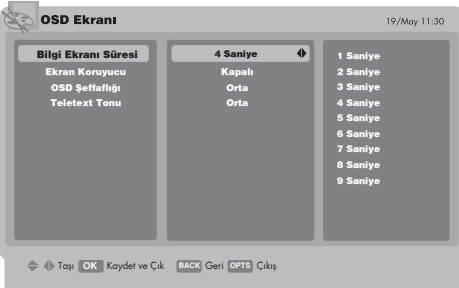 OSD Ekranı
19/May 11:30
Bilgi Ekranı Süresi
4 Saniye
Ekran Koruyucu
Kapalı
OSD Şeffaflığı
Orta
Teletext Tonu
Orta
1 Saniye
2 Saniye
3 Saniye
4 Saniye
5 Saniye
6 Saniye
7 Saniye
8 Saniye
9 Saniye
Taşı OK Kaydet ve Çık BACK Geri OPTS Çıkış